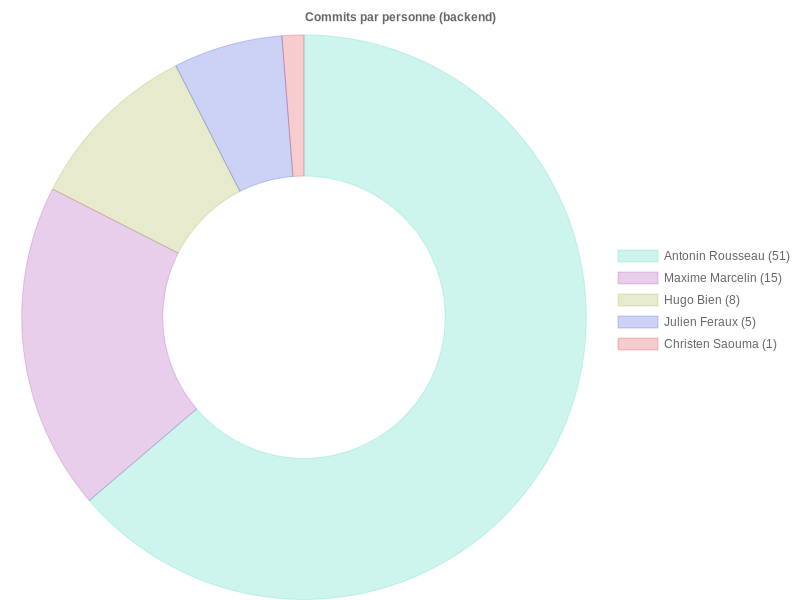 Commits par personne (backend)
Antonin Rousseau (51)
Maxime Marcelin (15)
Hugo Bien (8)
Julien Feraux (5)
Christen Saouma (1)